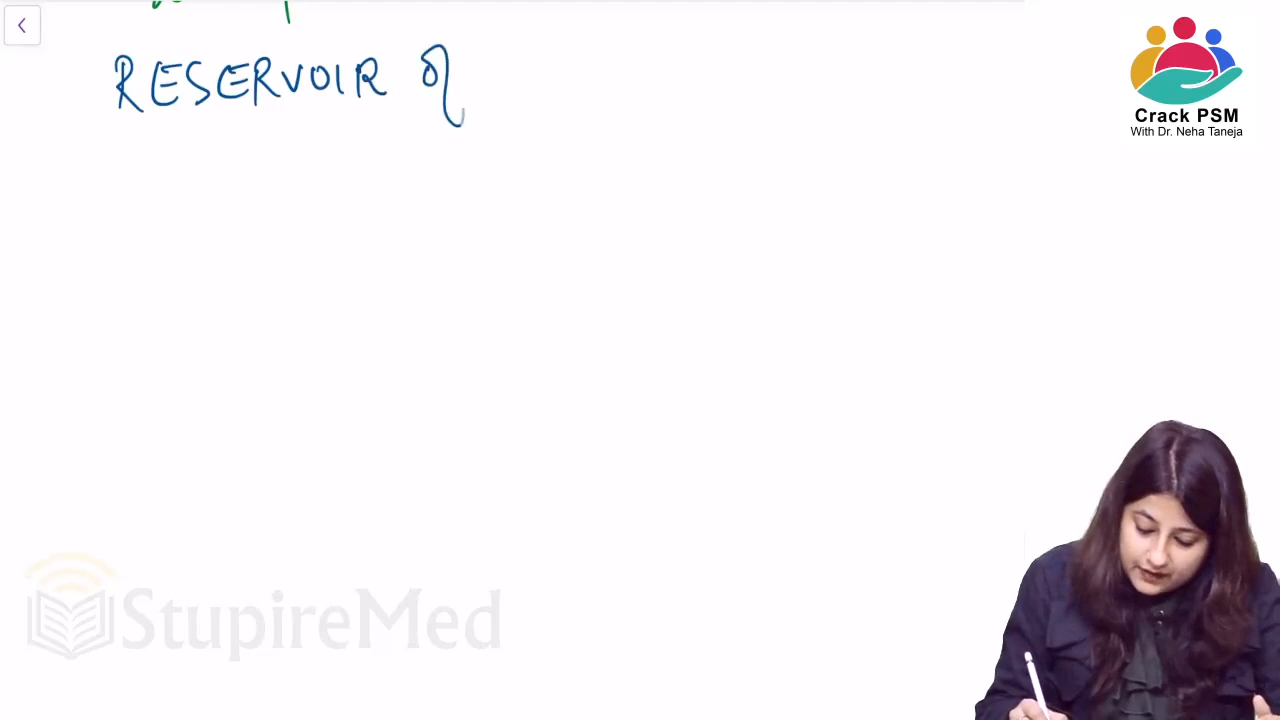 RESERVOIR of
Crack PSM
With Dr. Neha Taneja
StupireMed